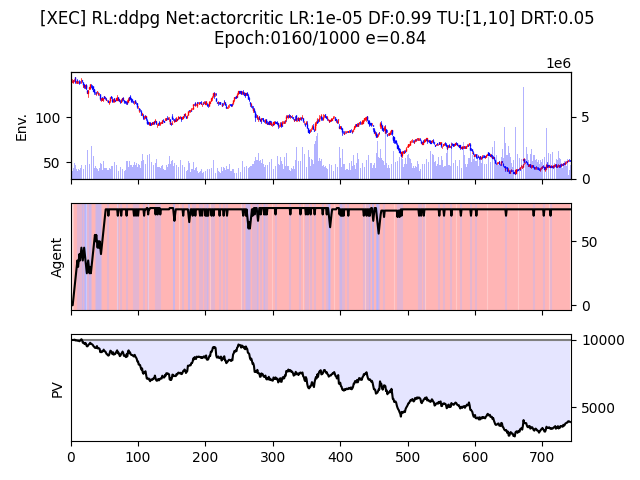 [XEC] RL:ddpg Net:actorcritic LR:1e-05 DF:0.99 TU:[1,10] DRT:0.05
Epoch:0160/1000 e=0.84
1e6
Env.
100
50
5
0
Agent
50
0
PV
10000
5000
0 100 200 300 400 500 600 700